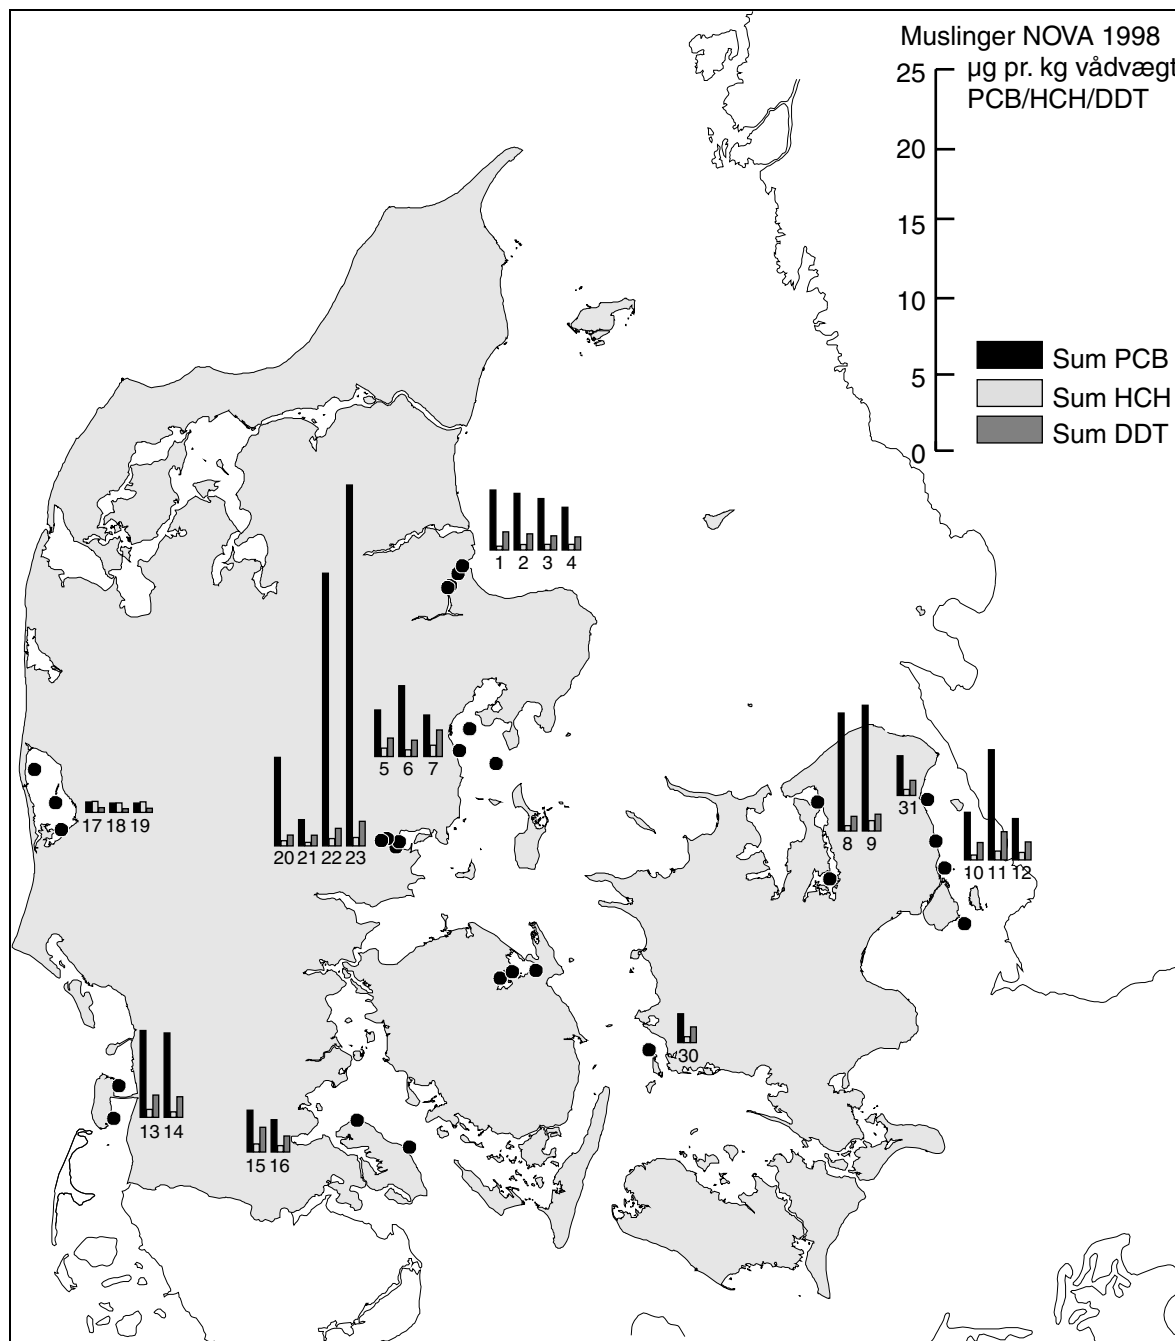 Muslinger NOVA 1998
µg pr. kg vådvægt
PCB/HCH/DDT
25
20
15
10
5
0
Sum PCB
Sum HCH
Sum DDT
1 2 3 4
5 6 7
17 18 19
20 21 22 23
8 9
31
10 11 12
30
13 14
15 16